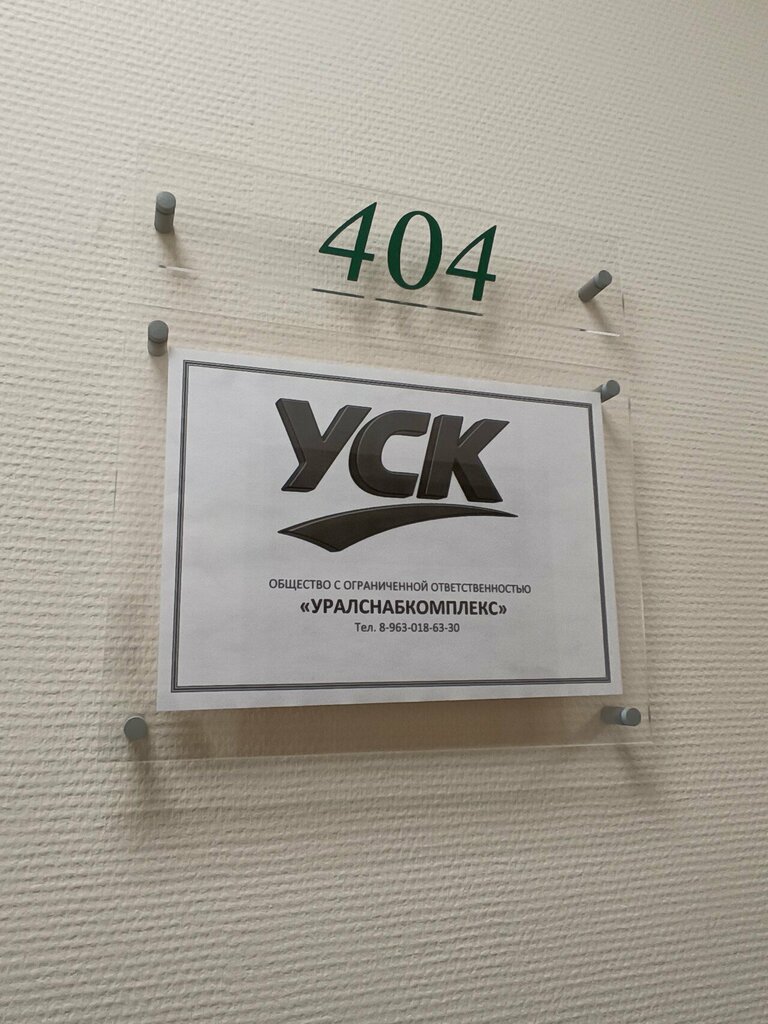 404
УСК
ОБЩЕСТВО С ОГРАНИЧЕННОЙ ОТВЕТСТВЕННОСТЬЮ
«УРАЛСНАБКОМПЛЕКС»
Тел. 8-963-018-63-30